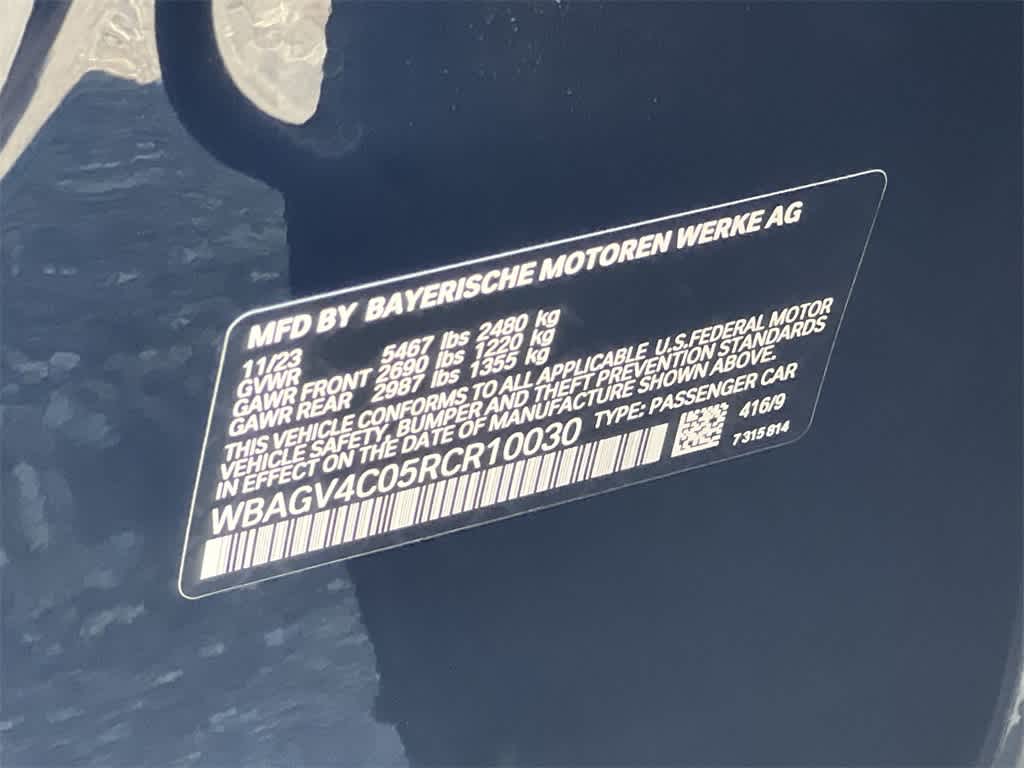 MFD BY BAYERISCHE MOTOREN WERKE AG
11/23
GVWR 5467 lbs 2480 kg
GAWR FRONT 2690 lbs 1220 kg
GAWR REAR 2987 lbs 1355 kg
THIS VEHICLE CONFORMS TO ALL APPLICABLE U.S.FEDERAL MOTOR
VEHICLE SAFETY, BUMPER AND THEFT PREVENTION STANDARDS
IN EFFECT ON THE DATE OF MANUFACTURE SHOWN ABOVE.
WBAGV4C05RCR10030 TYPE: PASSENGER CAR
416/9
7 315 814